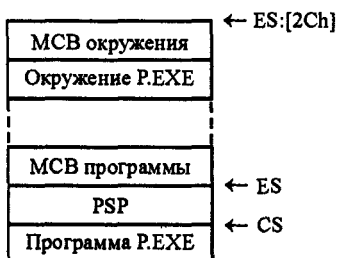 ← ES:[2Ch]
МСВ окружения
Окружение P.EXE
МСВ программы
← ES
PSP
← CS
Программа P.EXE